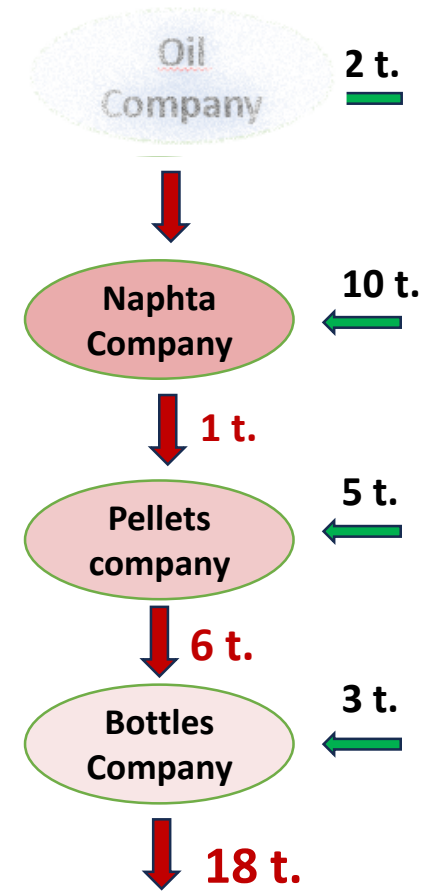 Oil
Company
2 t.
Naphta
Company
10 t.
1 t.
Pellets
company
5 t.
6 t.
Bottles
Company
3 t.
18 t.